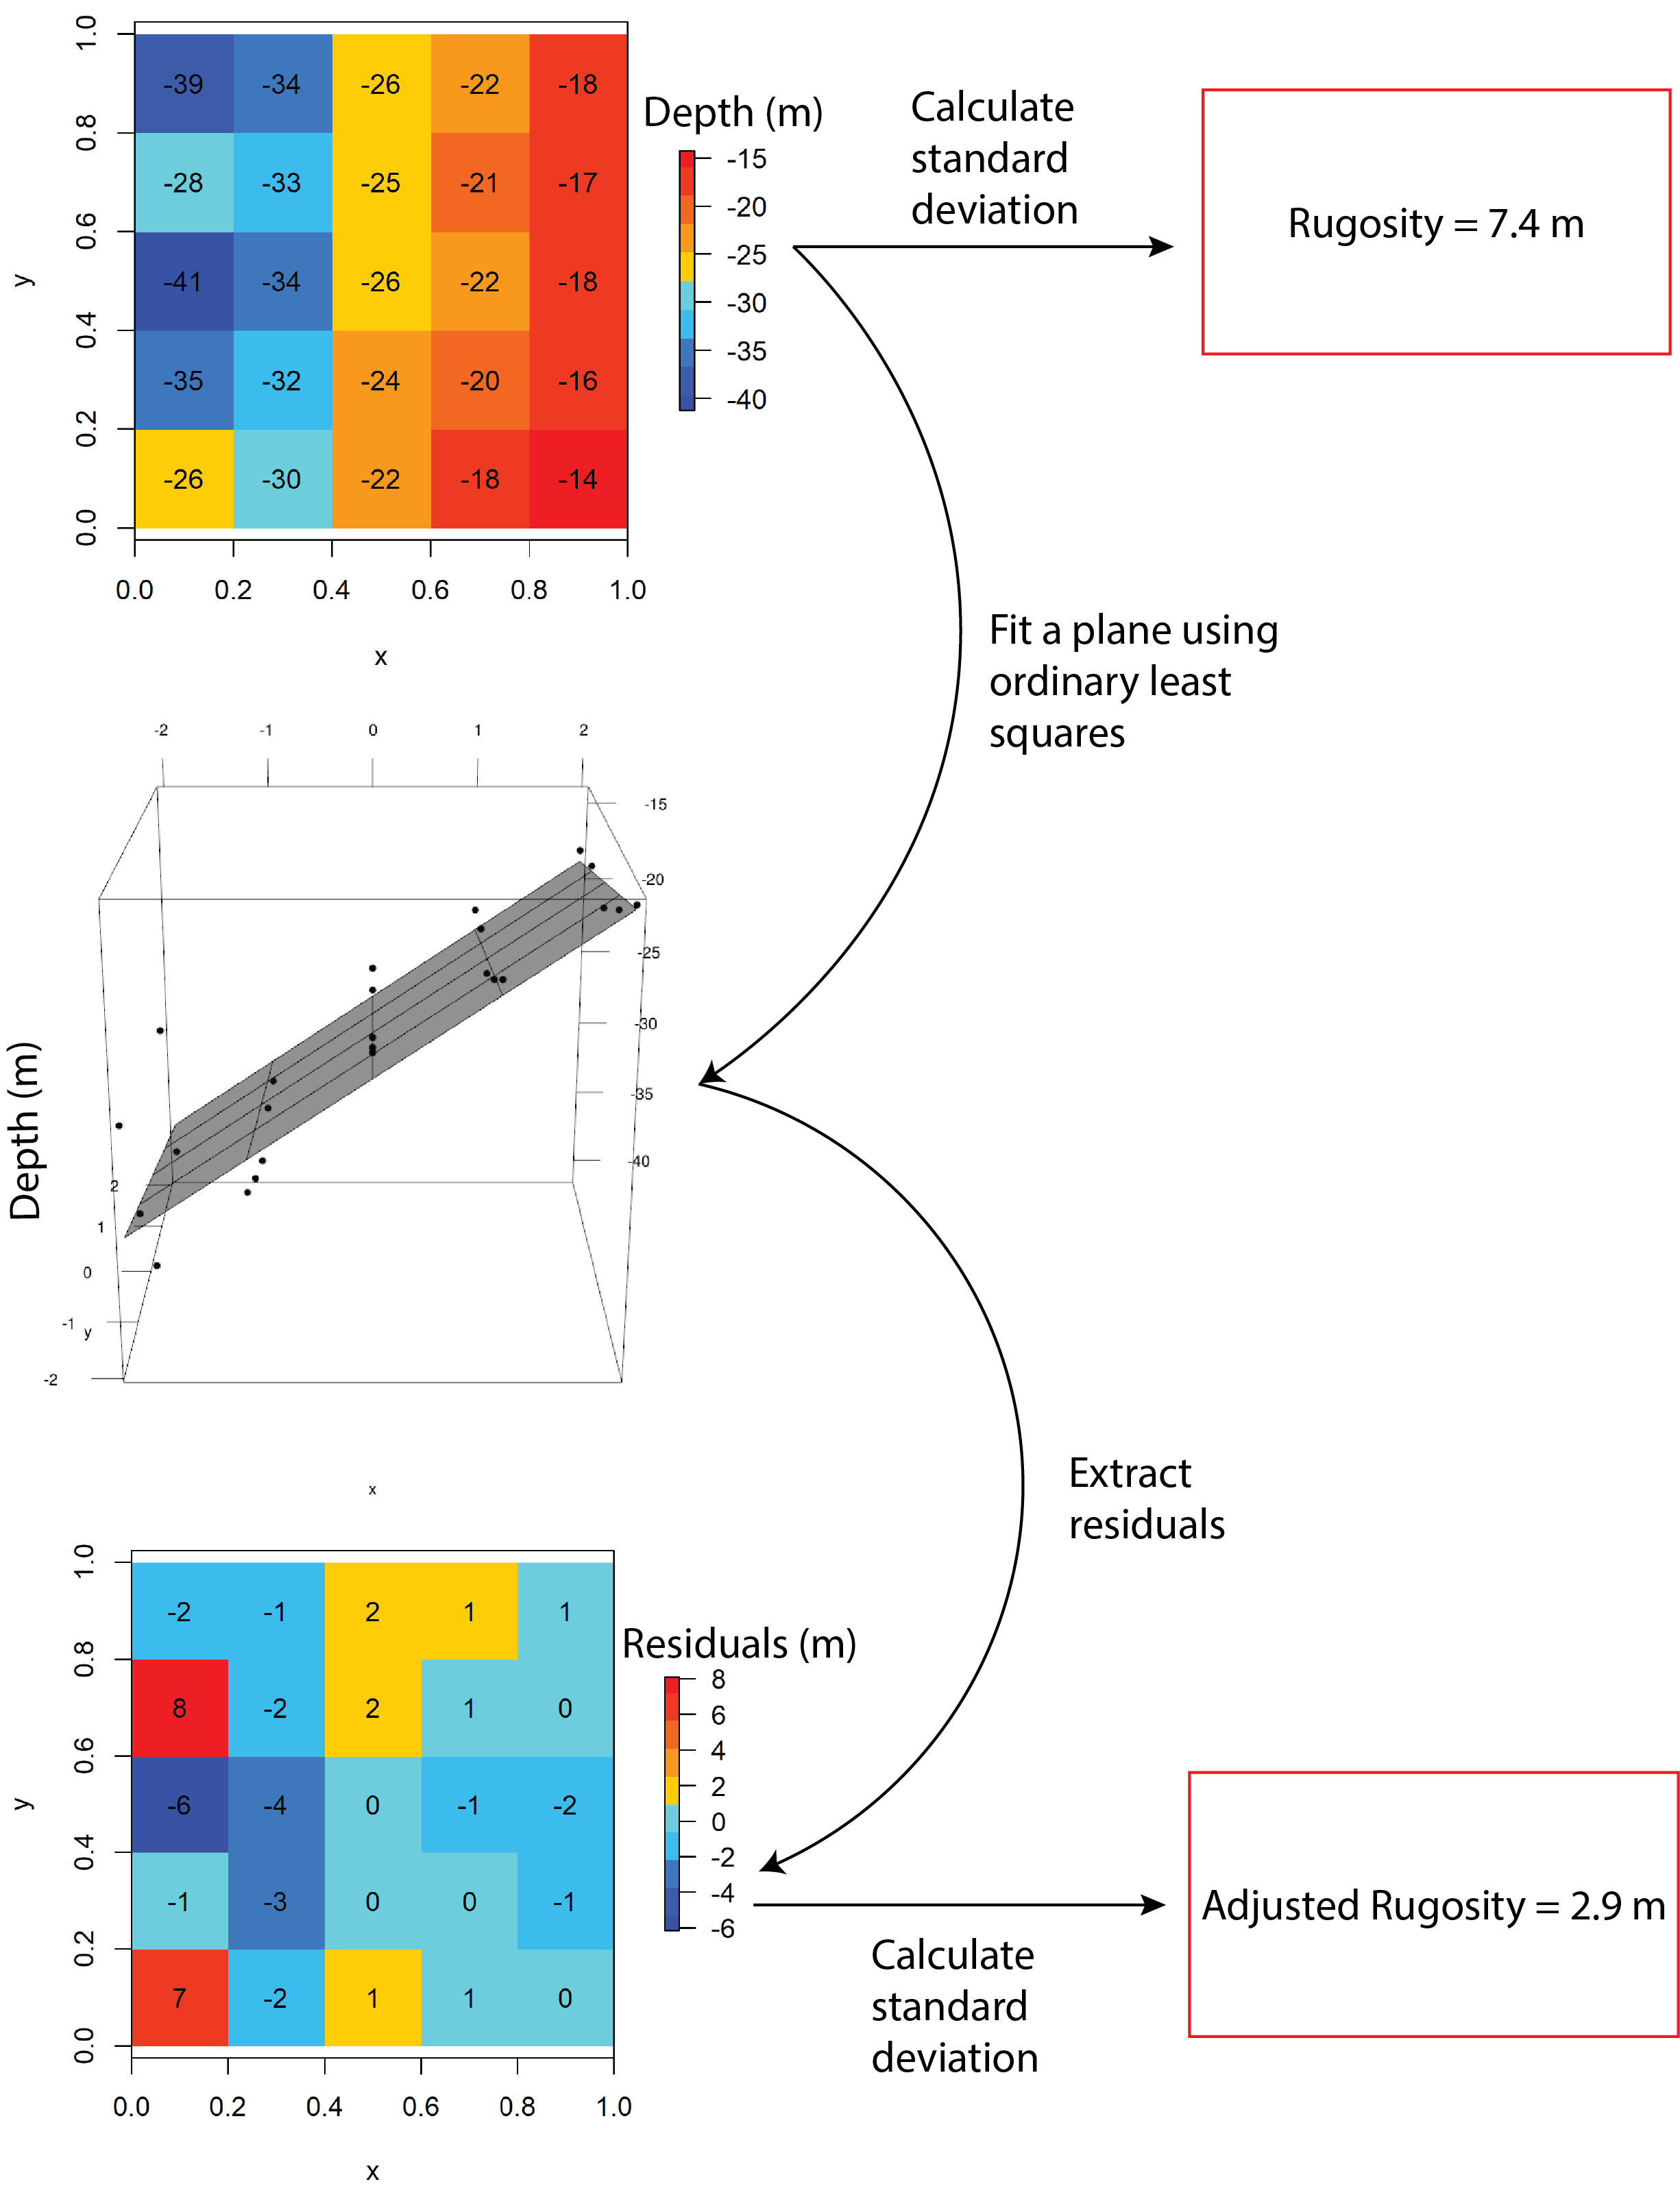 1.0
0.8
0.6
0.4
0.2
0.0
y
-39 -34 -26 -22 -18
-28 -33 -25 -21 -17
-41 -34 -26 -22 -18
-35 -32 -24 -20 -16
-26 -30 -22 -18 -14
0.0 0.2 0.4 0.6 0.8 1.0
x
Depth (m)
-15
-20
-25
-30
-35
-40
Calculate
standard
deviation
Rugosity = 7.4 m
Fit a plane using
ordinary least
squares
-2 -1 0 1 2
-15
-20
-25
-30
-35
-40
Depth (m)
2
1
0
-1
y
-2
x
Extract
residuals
1.0
0.8
0.6
0.4
0.2
0.0
y
-2 -1 2 1 1
8 -2 2 1 0
-6 -4 0 -1 -2
-1 -3 0 0 -1
7 -2 1 1 0
0.0 0.2 0.4 0.6 0.8 1.0
x
Residuals (m)
8
6
4
2
0
-2
-4
-6
Calculate
standard
deviation
Adjusted Rugosity = 2.9 m